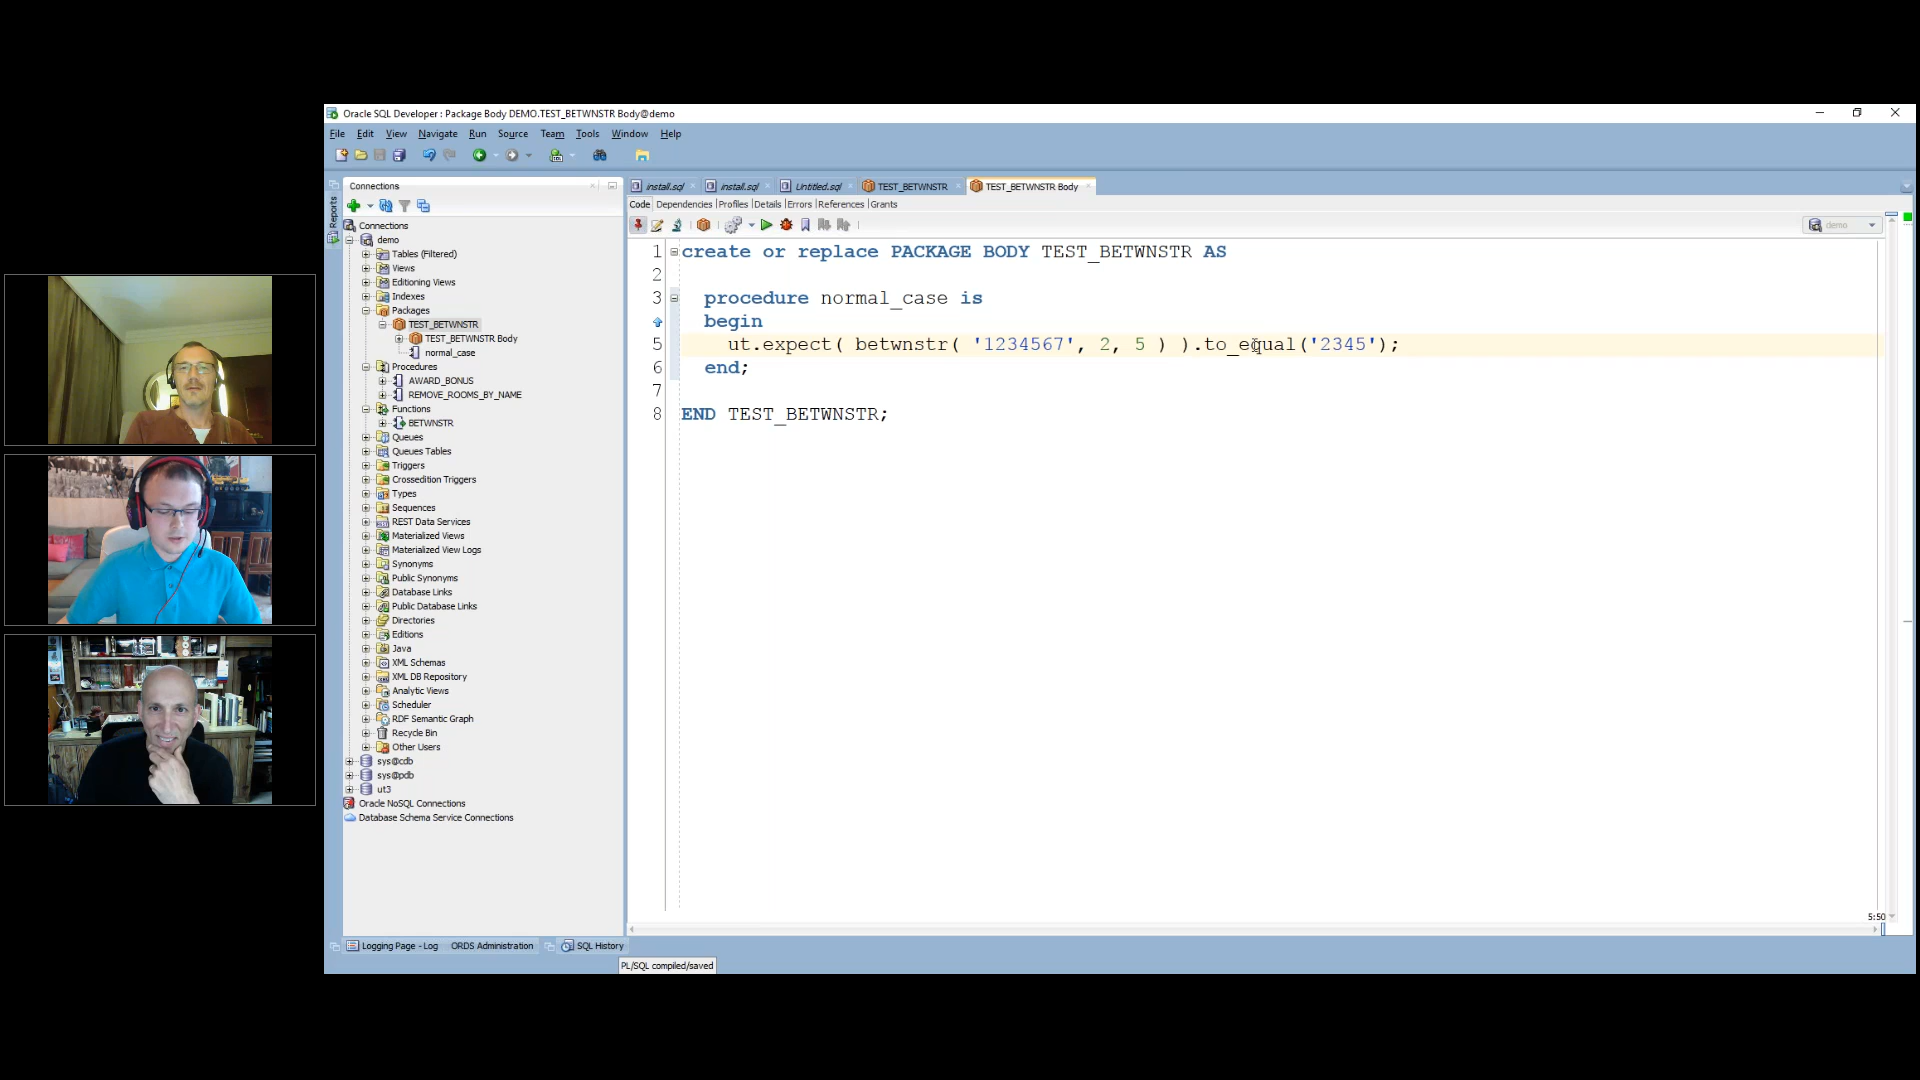 Oracle SQL Developer : Package Body DEMO.TEST_BETWNSTR Body@demo
File Edit View Navigate Run Source Team Tools Window Help
Connections
install.sql install.sql Untitled.sql TEST_BETWNSTR TEST_BETWNSTR Body
Code Dependencies Profiles Details Errors References Grants
Reports
demo
Connections
demo
Tables (Filtered)
Views
Editioning Views
Indexes
Packages
TEST_BETWNSTR
TEST_BETWNSTR Body
normal_case
Procedures
AWARD_BONUS
REMOVE_ROOMS_BY_NAME
Functions
BETWNSTR
Queues
Queues Tables
Triggers
Crossedition Triggers
Types
Sequences
REST Data Services
Materialized Views
Materialized View Logs
Synonyms
Public Synonyms
Database Links
Public Database Links
Directories
Editions
Java
XML Schemas
XML DB Repository
Analytic Views
Scheduler
RDF Semantic Graph
Recycle Bin
Other Users
sys@cdb
sys@pdb
ut3
Oracle NoSQL Connections
Database Schema Service Connections
1 create or replace PACKAGE BODY TEST_BETWNSTR AS
2
3 procedure normal_case is
begin
5 ut.expect( betwnstr( '1234567', 2, 5 ) ).to_equal('2345');
6 end;
7
8 END TEST_BETWNSTR;
5:50
Logging Page - Log ORDS Administration SQL History
PL/SQL compiled/saved